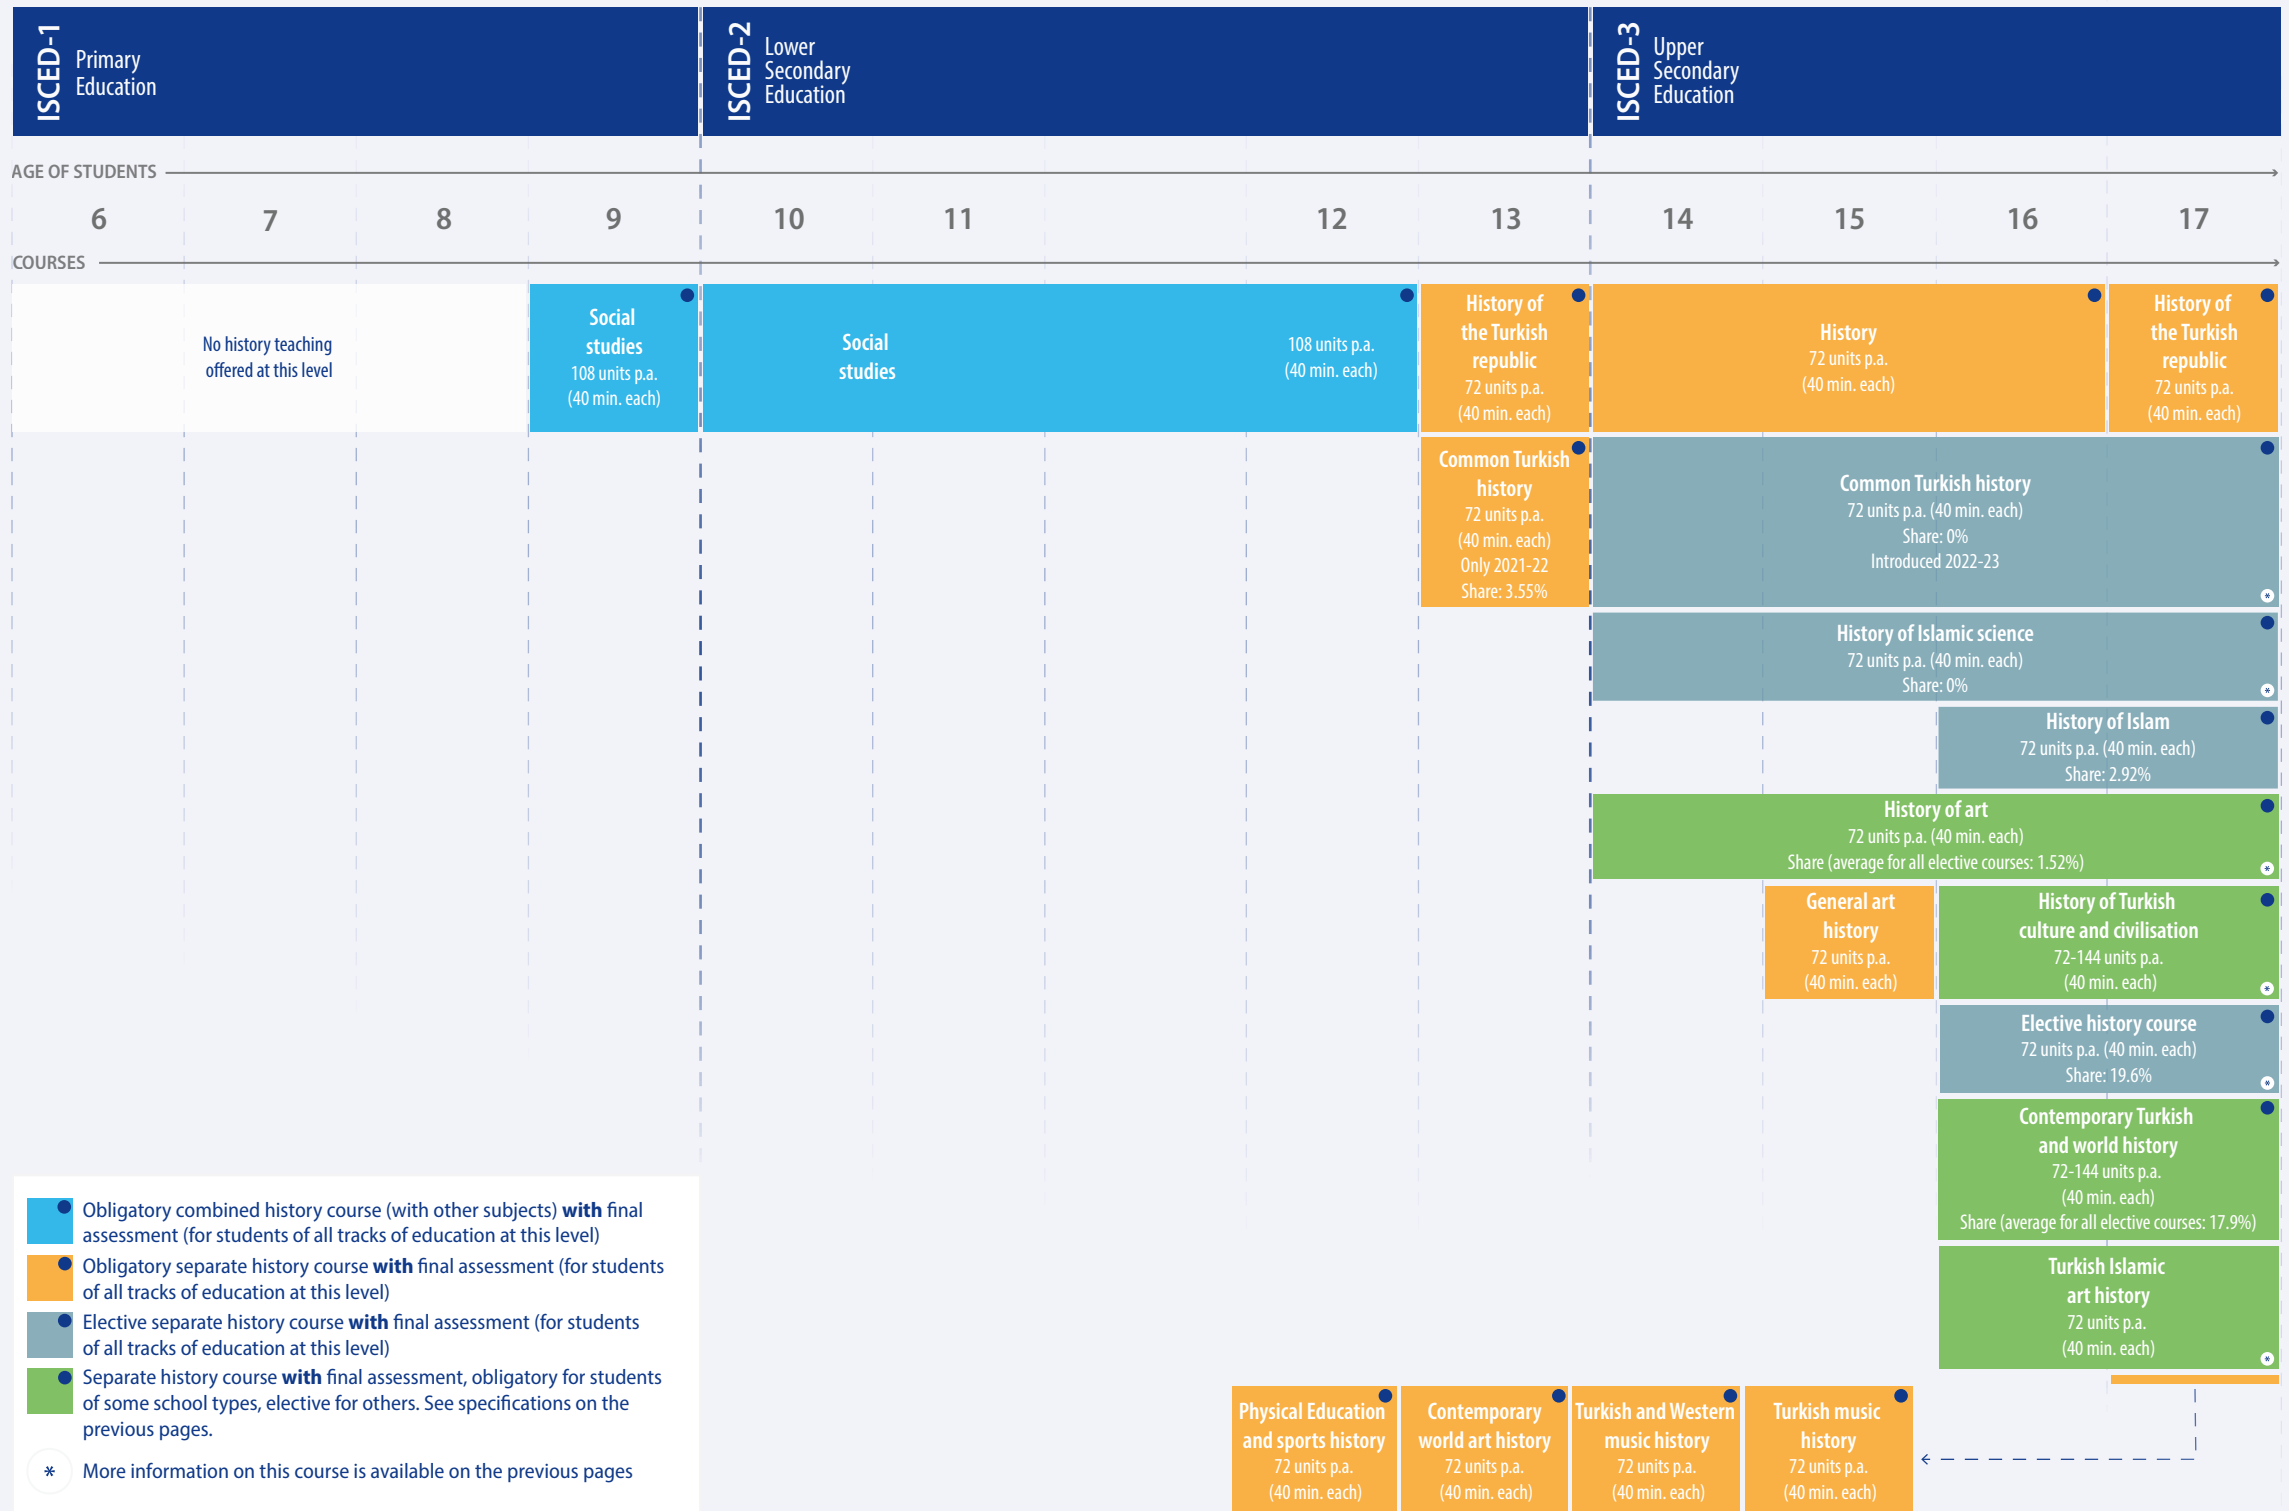 ISCED-1
Primary
Education
ISCED-2
Lower
Secondary
Education
ISCED-3
Upper
Secondary
Education
AGE OF STUDENTS
6 7 8 9 10 11 12 13 14 15 16 17
COURSES
No history teaching
offered at this level
Social
studies
108 units p.a.
(40 min. each)
Social
studies
108 units p.a.
(40 min. each)
History of
the Turkish
republic
72 units p.a.
(40 min. each)
History
72 units p.a.
(40 min. each)
History of
the Turkish
republic
72 units p.a.
(40 min. each)
Common Turkish
history
72 units p.a.
(40 min. each)
Only 2021-22
Share: 3.55%
Common Turkish history
72 units p.a. (40 min. each)
Share: 0%
Introduced 2022-23
*
History of Islamic science
72 units p.a. (40 min. each)
Share: 0%
*
History of Islam
72 units p.a. (40 min. each)
Share: 2.92%
History of art
72 units p.a. (40 min. each)
Share (average for all elective courses: 1.52%)
*
General art
history
72 units p.a.
(40 min. each)
History of Turkish
culture and civilisation
72-144 units p.a.
(40 min. each)
*
Elective history course
72 units p.a. (40 min. each)
Share: 19.6%
*
Contemporary Turkish
and world history
72-144 units p.a.
(40 min. each)
Share (average for all elective courses: 17.9%)
Turkish Islamic
art history
72 units p.a.
(40 min. each)
*
Physical Education
and sports history
72 units p.a.
(40 min. each)
Contemporary
world art history
72 units p.a.
(40 min. each)
Turkish and Western
music history
72 units p.a.
(40 min. each)
Turkish music
history
72 units p.a.
(40 min. each)
Obligatory combined history course (with other subjects) with final
assessment (for students of all tracks of education at this level)
Obligatory separate history course with final assessment (for students
of all tracks of education at this level)
Elective separate history course with final assessment (for students
of all tracks of education at this level)
Separate history course with final assessment, obligatory for students
of some school types, elective for others. See specifications on the
previous pages.
* More information on this course is available on the previous pages